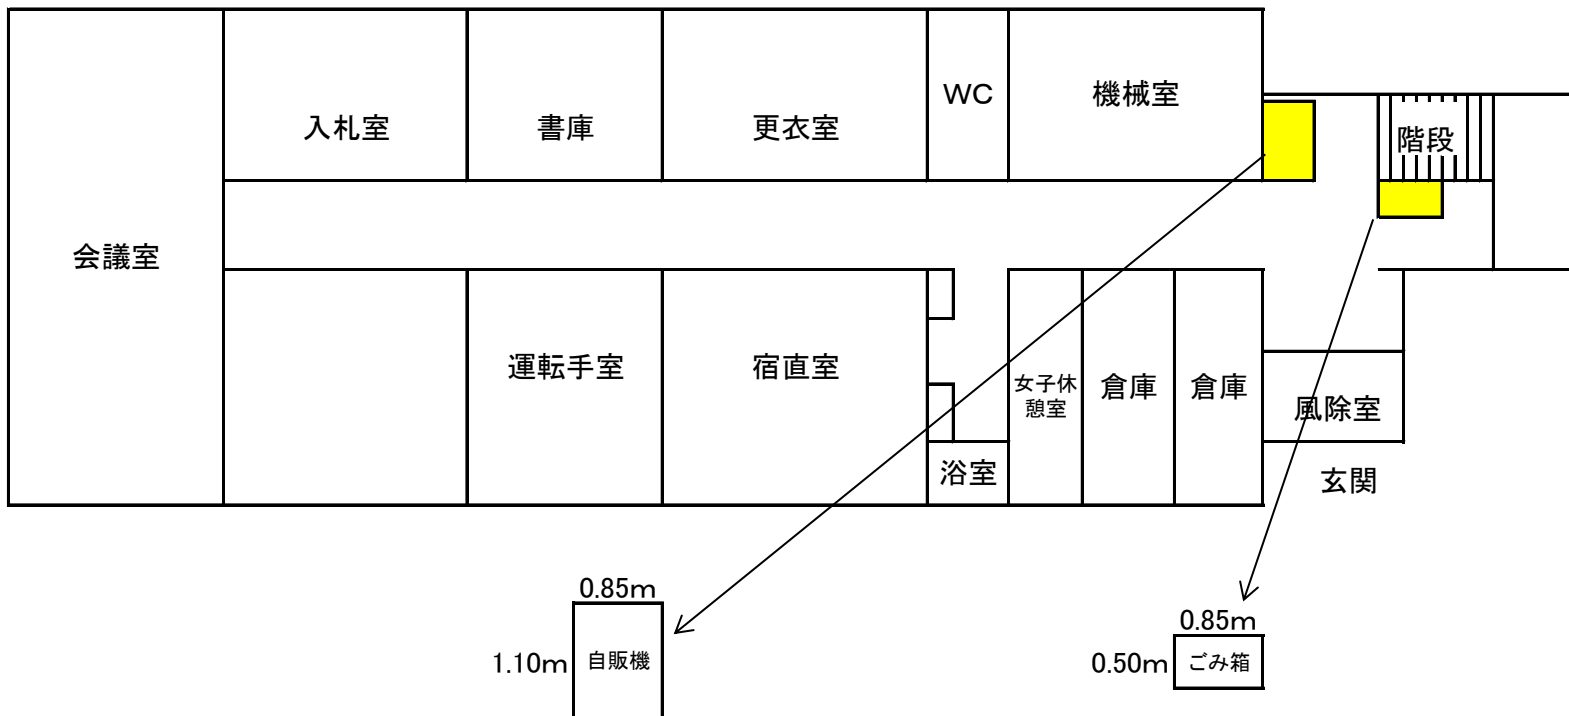 WC
機械室
入札室
書庫
更衣室
階段
会議室
運転手室
宿直室
女子休
憩室
倉庫
倉庫
風除室
浴室
玄関
0.85m
1.10m
自販機
0.85m
0.50m
ごみ箱